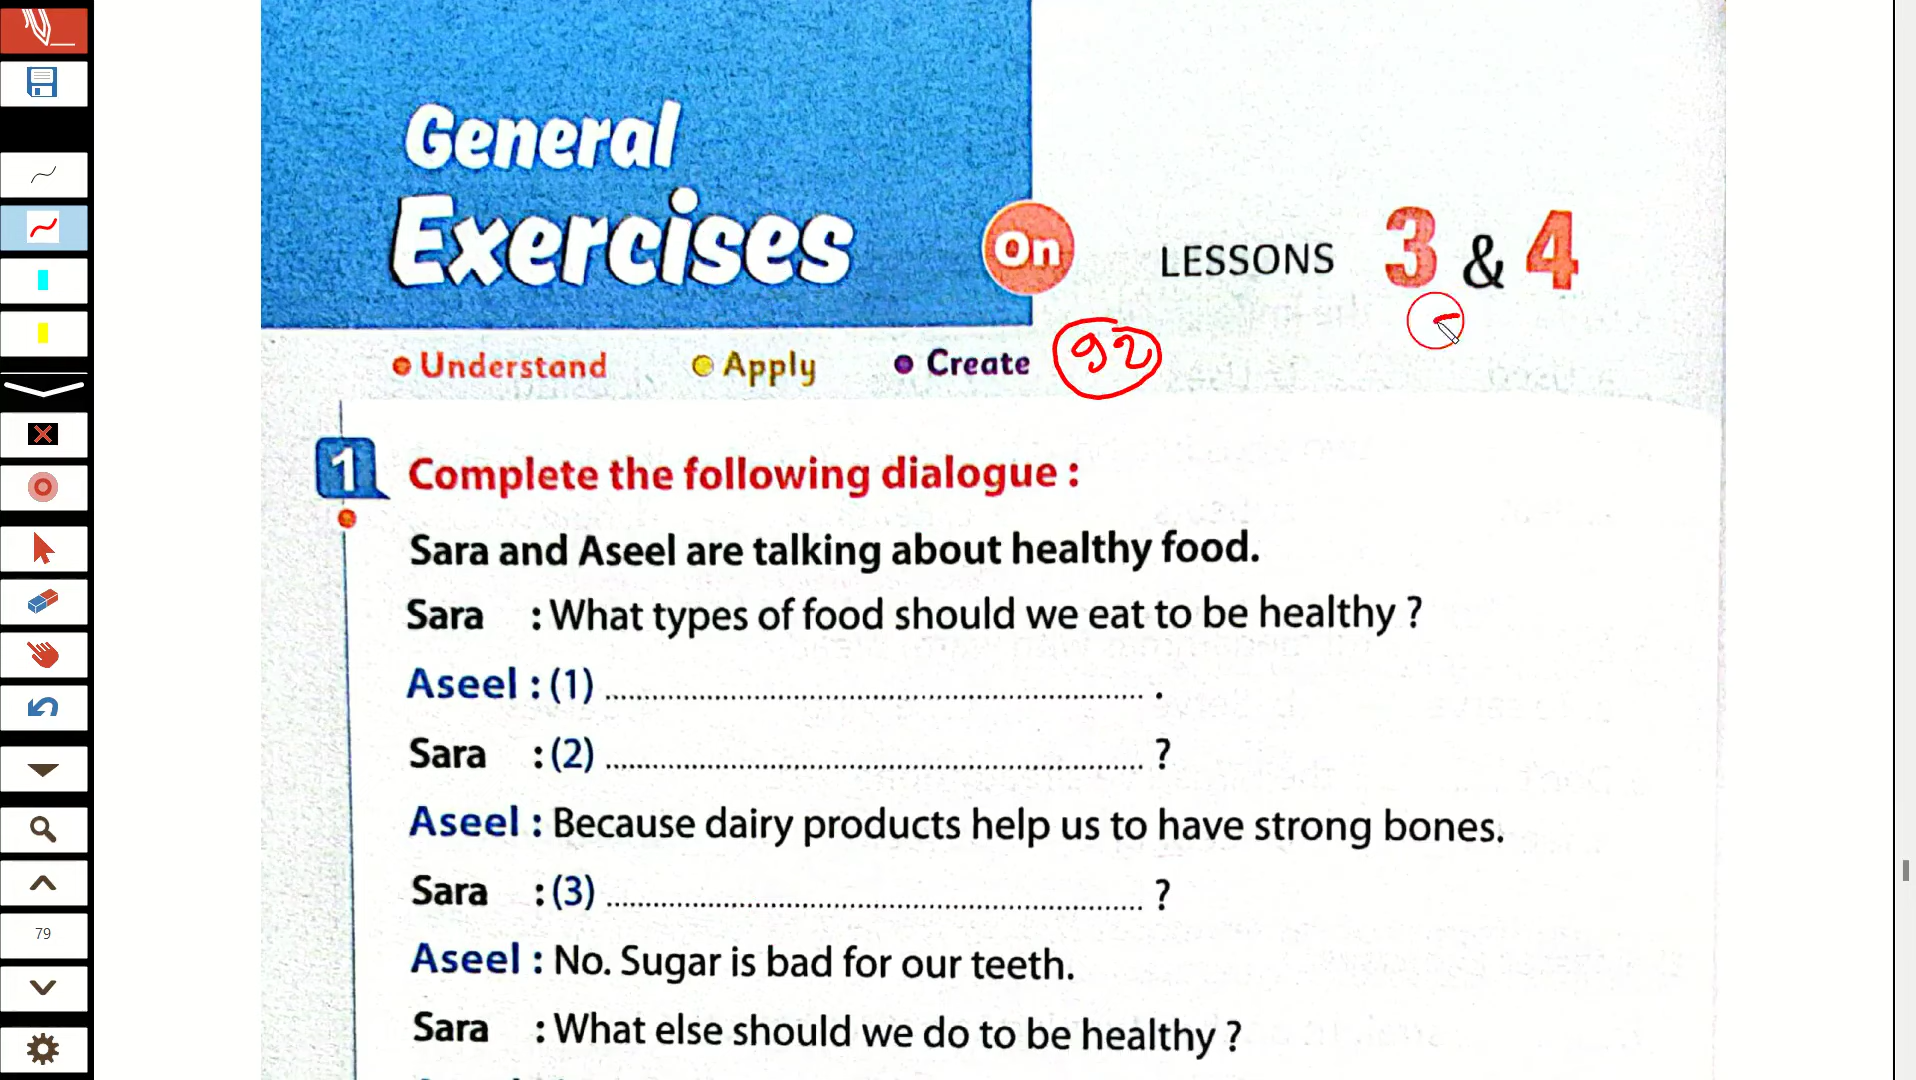 General
Exercises
On
LESSONS 3 & 4
Understand
Apply
Create
92
1 Complete the following dialogue :
Sara and Aseel are talking about healthy food.
Sara : What types of food should we eat to be healthy ?
Aseel : (1) ........................................ .
Sara : (2) ........................................ ?
Aseel : Because dairy products help us to have strong bones.
Sara : (3) ........................................ ?
Aseel : No. Sugar is bad for our teeth.
Sara : What else should we do to be healthy ?
79